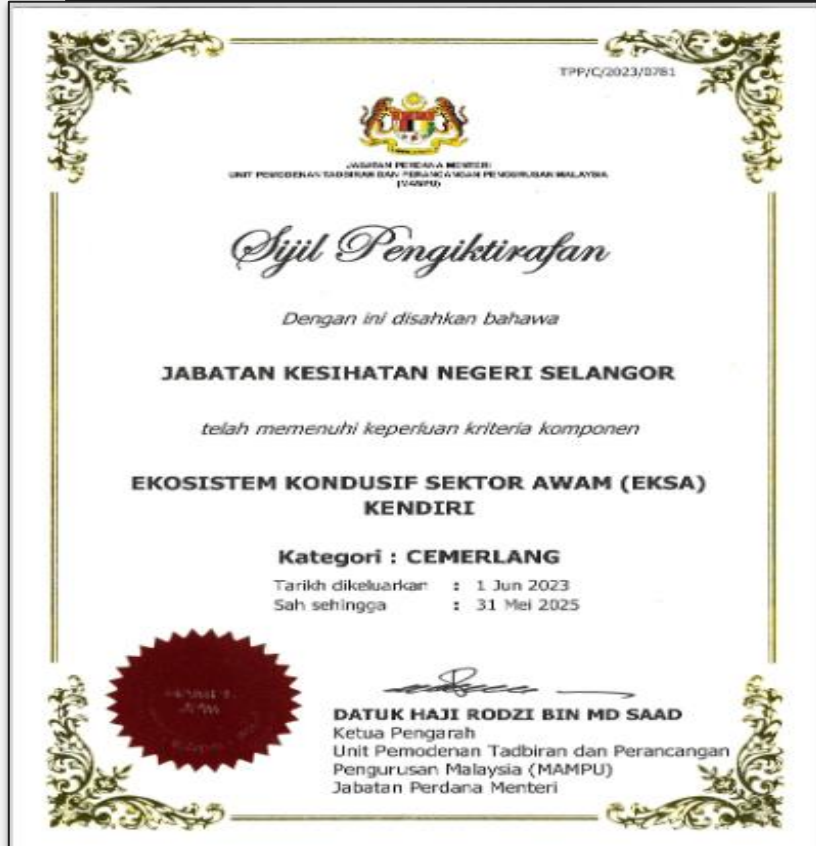 TPP/C/2023/0781
JABATAN PERDANA MENTERI
UNIT PEMODENAN TADBIRAN DAN PERANCANGAN PENGURUSAN MALAYSIA
(MAMPU)
Sijil Pengiktirafan
Dengan ini disahkan bahawa
JABATAN KESIHATAN NEGERI SELANGOR
telah memenuhi keperluan kriteria komponen
EKOSISTEM KONDUSIF SEKTOR AWAM (EKSA)
KENDIRI
Kategori : CEMERLANG
Tarikh dikeluarkan : 1 Jun 2023
Sah sehingga : 31 Mei 2025
DATUK HAJI RODZI BIN MD SAAD
Ketua Pengarah
Unit Pemodenan Tadbiran dan Perancangan
Pengurusan Malaysia (MAMPU)
Jabatan Perdana Menteri